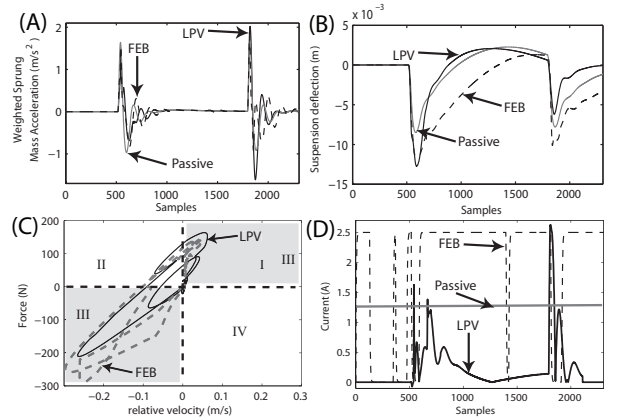 (A)
Weighted Sprung
Mass Acceleration (m/s²)
2
1
0
−1
0 500 1000 1500 2000
Samples
FEB
LPV
Passive
(B)
× 10⁻³
Suspension deflection (m)
5
0
−5
−10
−15
0 500 1000 1500 2000
Samples
LPV
FEB
Passive
(C)
Force (N)
200
100
0
−100
−200
−300
−0.2 −0.1 0 0.1 0.2 0.3
relative velocity (m/s)
II
LPV
I
III
III
IV
FEB
(D)
Current (A)
2.5
2
1.5
1
0.5
0
0 500 1000 1500 2000
Samples
FEB
Passive
LPV